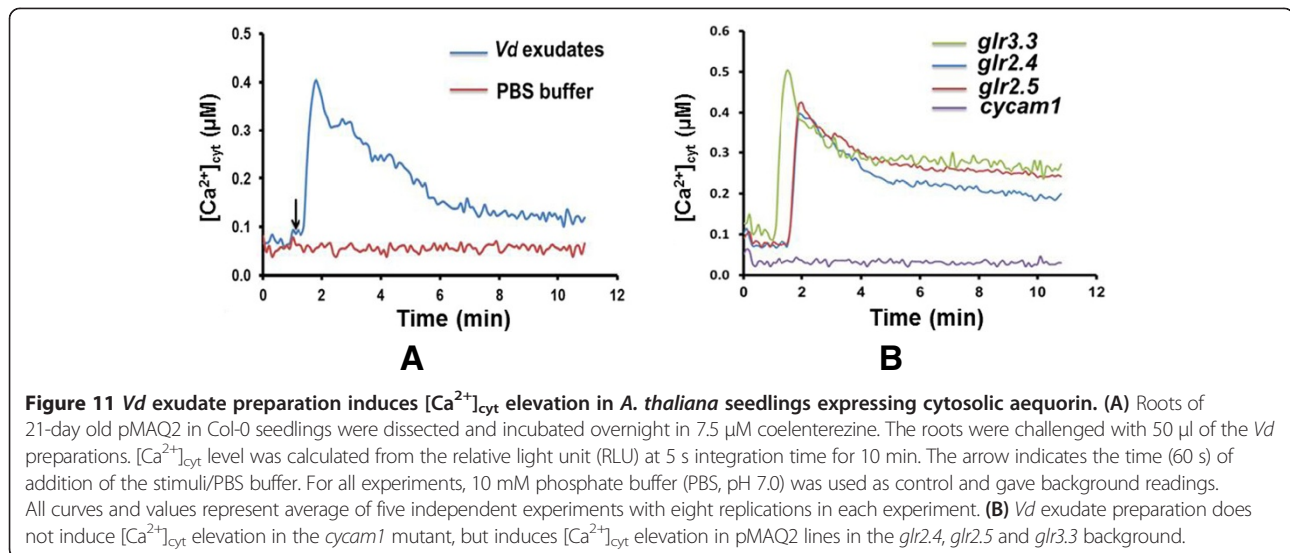 0.5
0.4
0.3
0.2
0.1
0.0
[Ca²⁺]cyt (µM)
Vd exudates
PBS buffer
0 2 4 6 8 10 12
Time (min)
A
0.6
0.5
0.4
0.3
0.2
0.1
0.0
[Ca²⁺]cyt (µM)
glr3.3
glr2.4
glr2.5
cycam1
0 2 4 6 8 10 12
Time (min)
B
Figure 11 Vd exudate preparation induces [Ca²⁺]cyt elevation in A. thaliana seedlings expressing cytosolic aequorin. (A) Roots of
21-day old pMAQ2 in Col-0 seedlings were dissected and incubated overnight in 7.5 µM coelenterezine. The roots were challenged with 50 µl of the Vd
preparations. [Ca²⁺]cyt level was calculated from the relative light unit (RLU) at 5 s integration time for 10 min. The arrow indicates the time (60 s) of
addition of the stimuli/PBS buffer. For all experiments, 10 mM phosphate buffer (PBS, pH 7.0) was used as control and gave background readings.
All curves and values represent average of five independent experiments with eight replications in each experiment. (B) Vd exudate preparation does
not induce [Ca²⁺]cyt elevation in the cycam1 mutant, but induces [Ca²⁺]cyt elevation in pMAQ2 lines in the glr2.4, glr2.5 and glr3.3 background.